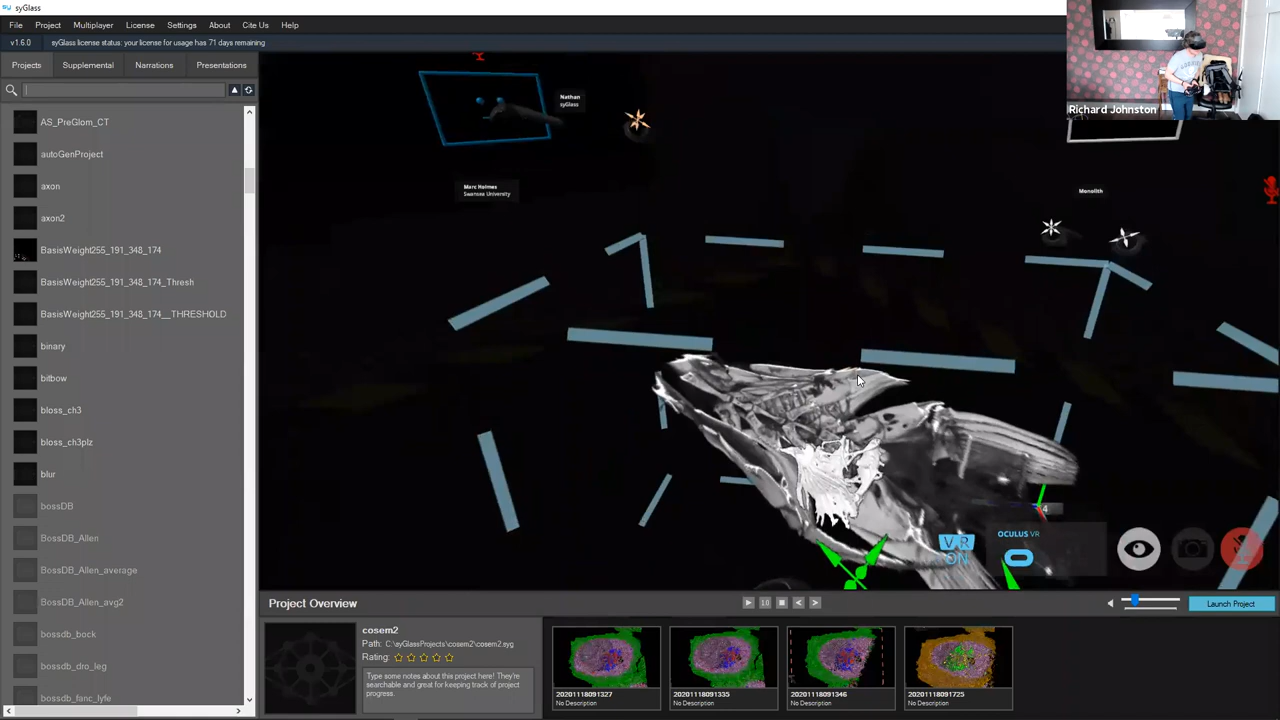 syGlass
File Project Multiplayer License Settings About Cite Us Help
v1.6.0 syGlass license status: your license for usage has 71 days remaining
Projects Supplemental Narrations Presentations
AS_PreGlom_CT
autoGenProject
axon
axon2
BasisWeight255_191_348_174
BasisWeight255_191_348_174_Thresh
BasisWeight255_191_348_174__THRESHOLD
binary
bitbow
bloss_ch3
bloss_ch3plz
blur
bossDB
BossDB_Allen
BossDB_Allen_average
BossDB_Allen_avg2
bossdb_bock
bossdb_dro_leg
bossdb_fanc_lyfe
Nathan
syGlass
Marc Holmes
Swansea University
Monolith
Richard Johnston
4
VR
ON
OCULUS VR
Project Overview
1.0
Launch Project
cosem2
Path: C:\syGlassProjects\cosem2\cosem2.syg
Rating:
Type some notes about this project here! They're
searchable and great for keeping track of project
progress.
20201118091327
No Description
20201118091335
No Description
20201118091346
No Description
20201118091725
No Description